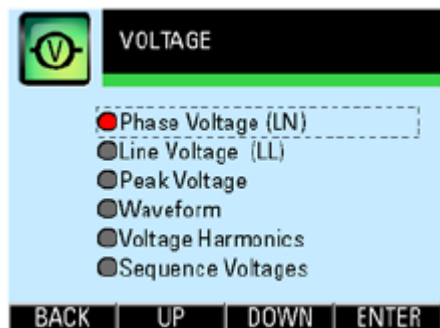 V
VOLTAGE
Phase Voltage (LN)
Line Voltage (LL)
Peak Voltage
Waveform
Voltage Harmonics
Sequence Voltages
BACK UP DOWN ENTER